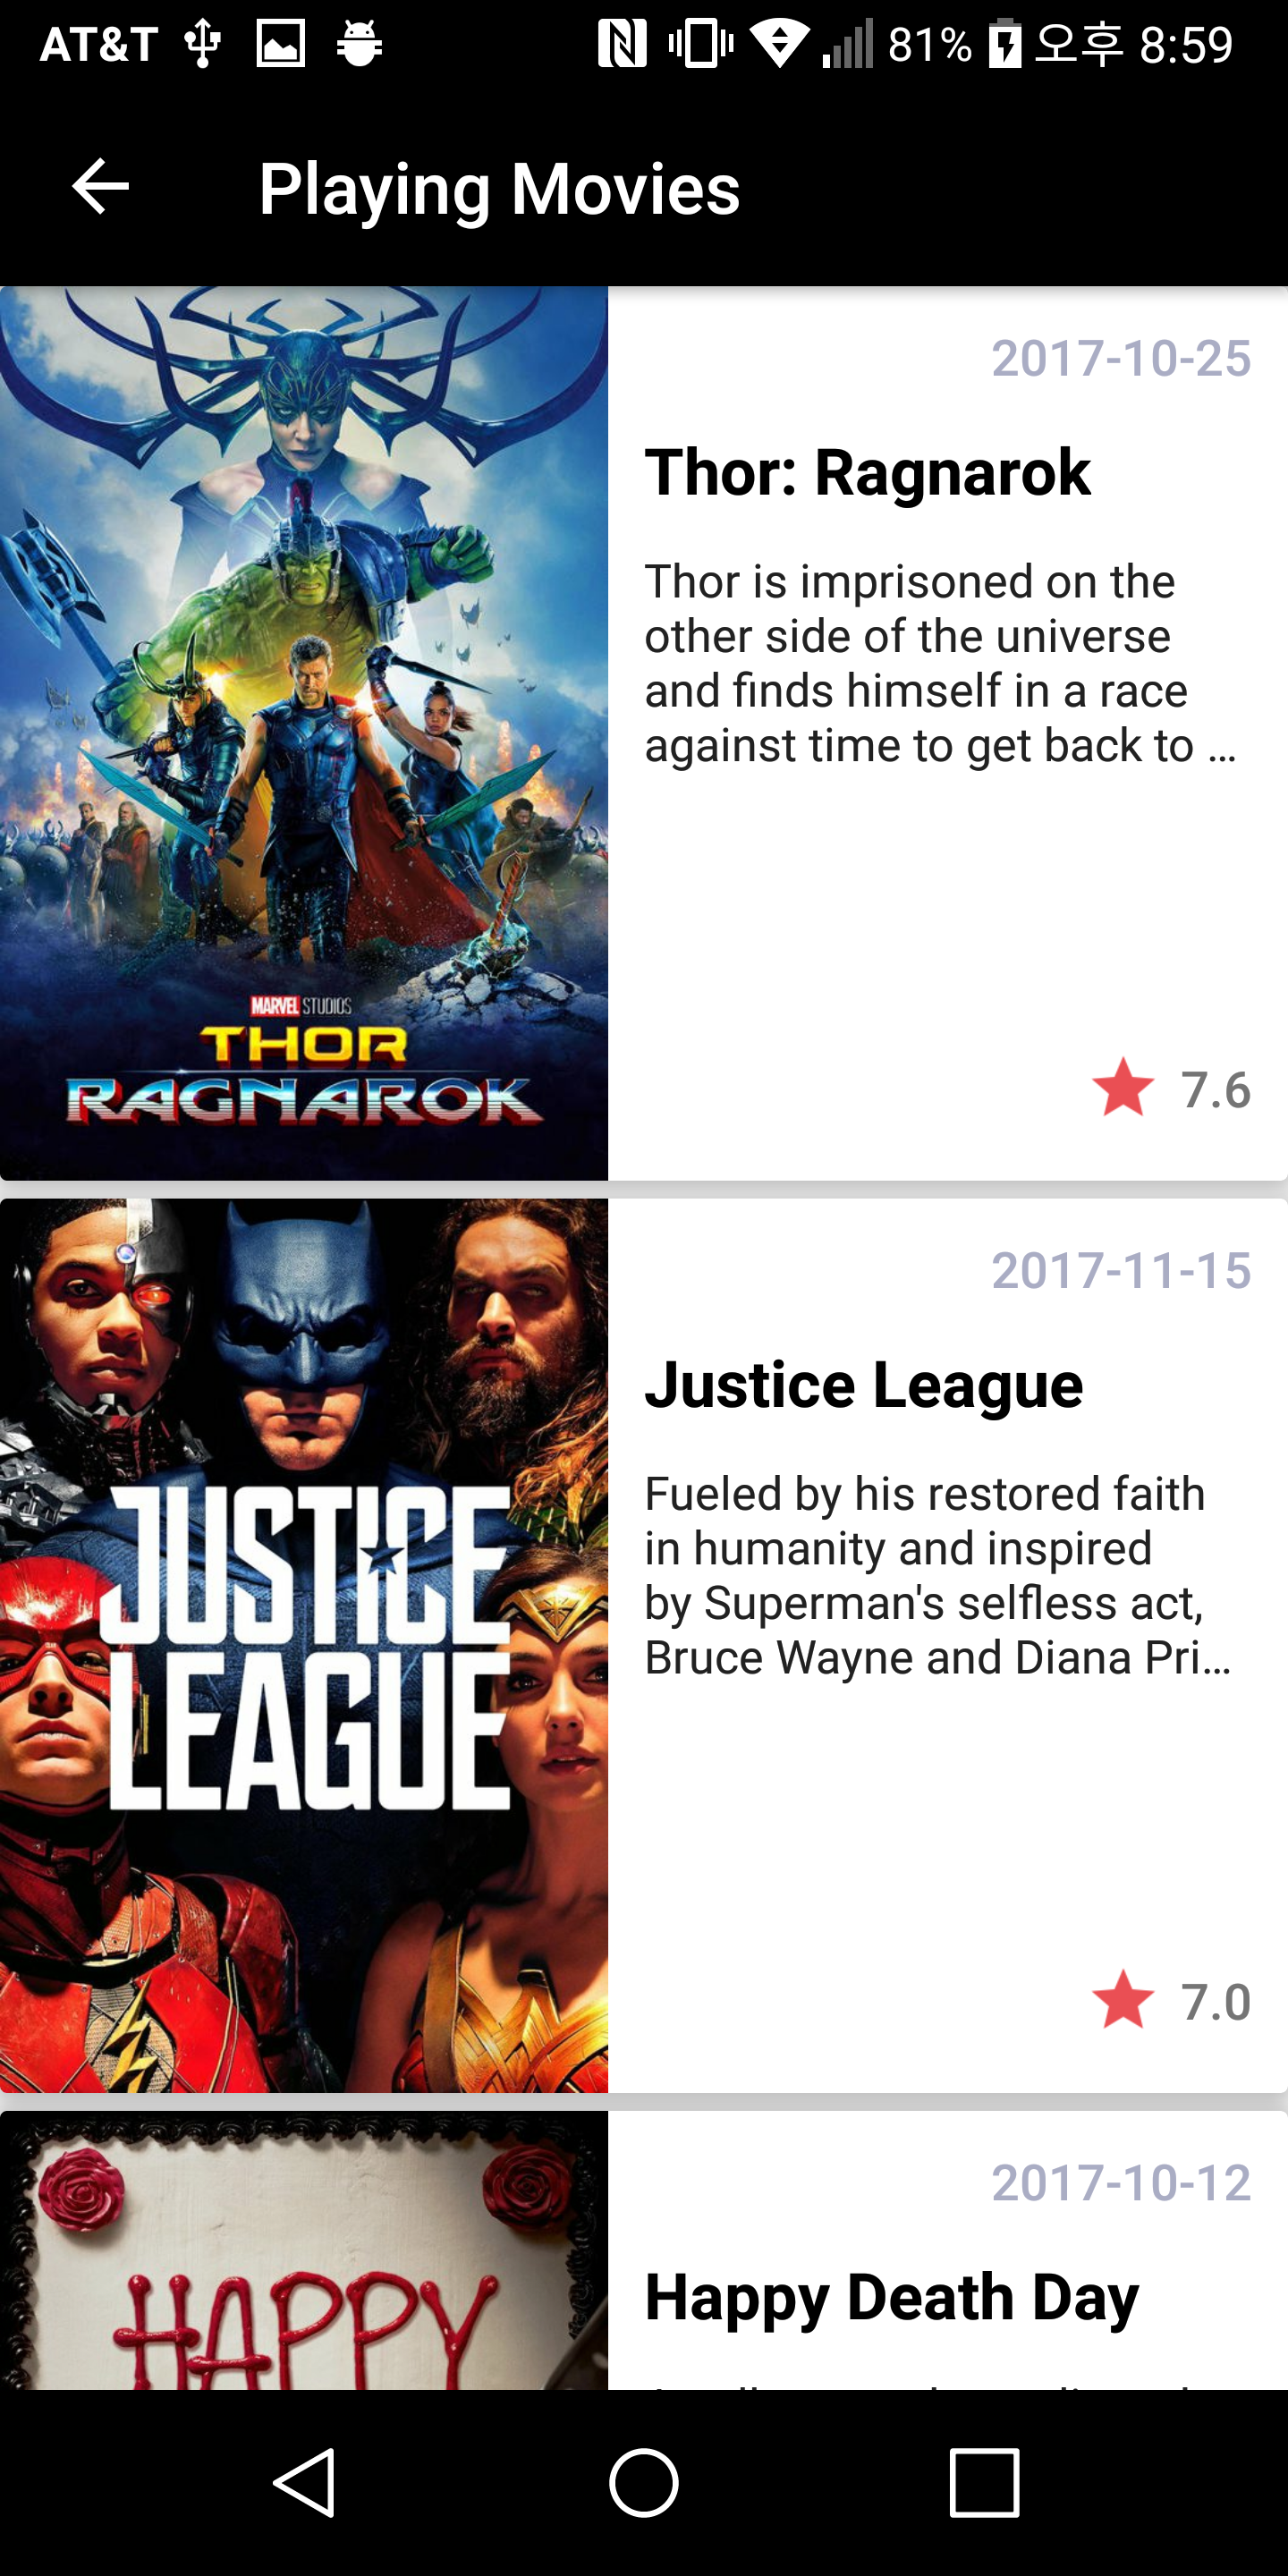 AT&T 81% 오후 8:59
Playing Movies
MARVEL STUDIOS
THOR
RAGNAROK
2017-10-25
Thor: Ragnarok
Thor is imprisoned on the
other side of the universe
and finds himself in a race
against time to get back to ...
7.6
JUSTICE
LEAGUE
2017-11-15
Justice League
Fueled by his restored faith
in humanity and inspired
by Superman's selfless act,
Bruce Wayne and Diana Pri...
7.0
HAPPY
2017-10-12
Happy Death Day